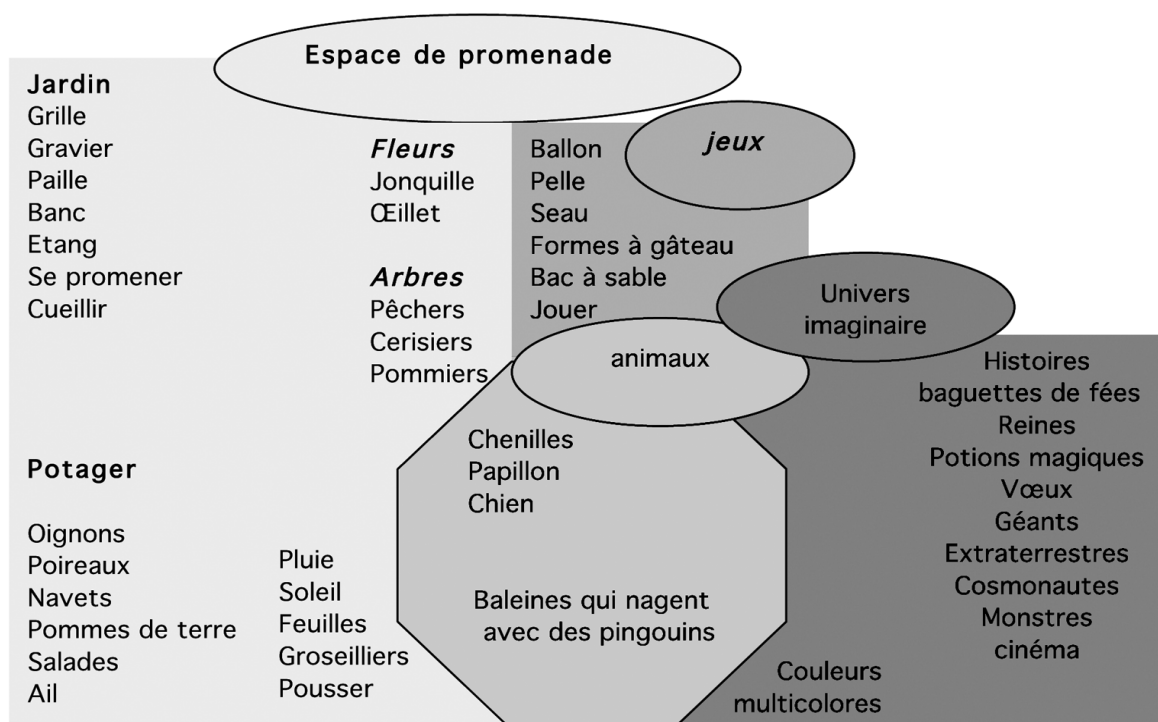 Espace de promenade
Jardin
Grille
Gravier
Paille
Banc
Etang
Se promener
Cueillir
Fleurs
Jonquille
Œillet
Arbres
Pêchers
Cerisiers
Pommiers
jeux
Ballon
Pelle
Seau
Formes à gâteau
Bac à sable
Jouer
Univers
imaginaire
Histoires
baguettes de fées
Reines
Potions magiques
Vœux
Géants
Extraterrestres
Cosmonautes
Monstres
cinéma
Couleurs
multicolores
animaux
Chenilles
Papillon
Chien
Baleines qui nagent
avec des pingouins
Potager
Oignons
Poireaux
Navets
Pommes de terre
Salades
Ail
Pluie
Soleil
Feuilles
Groseilliers
Pousser